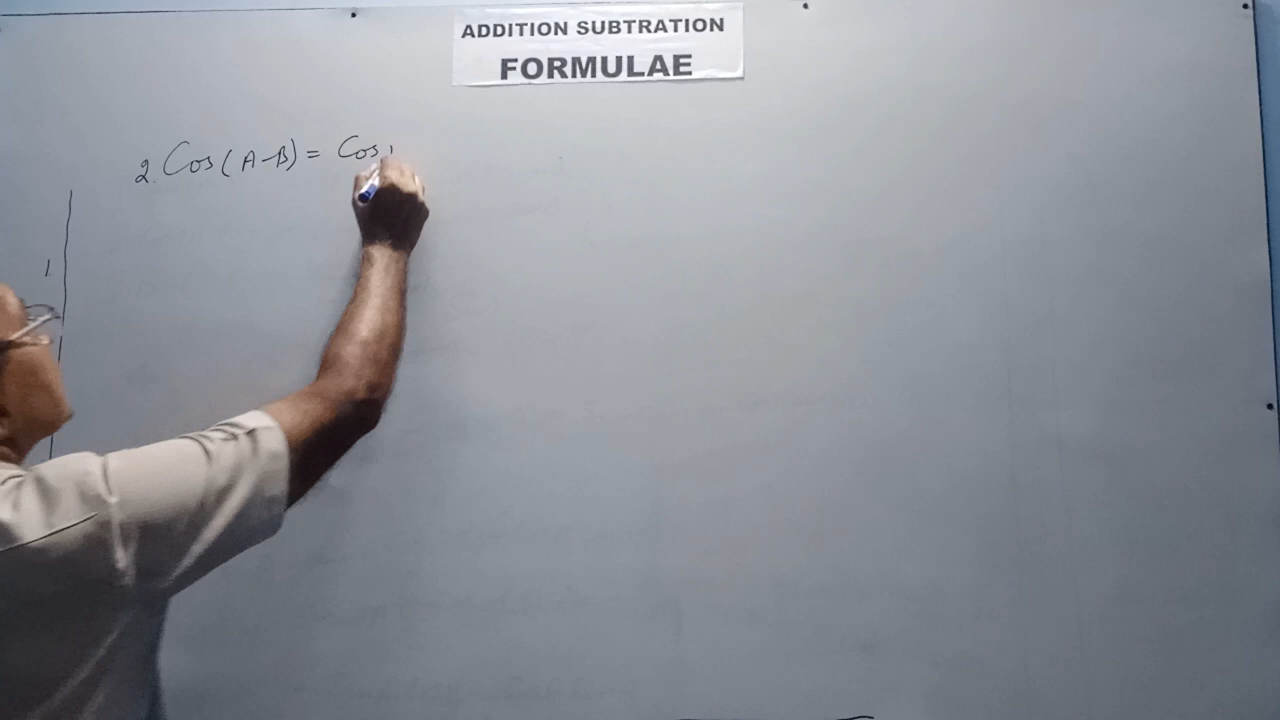 ADDITION SUBTRATION
FORMULAE
2. Cos(A-B) = Cos